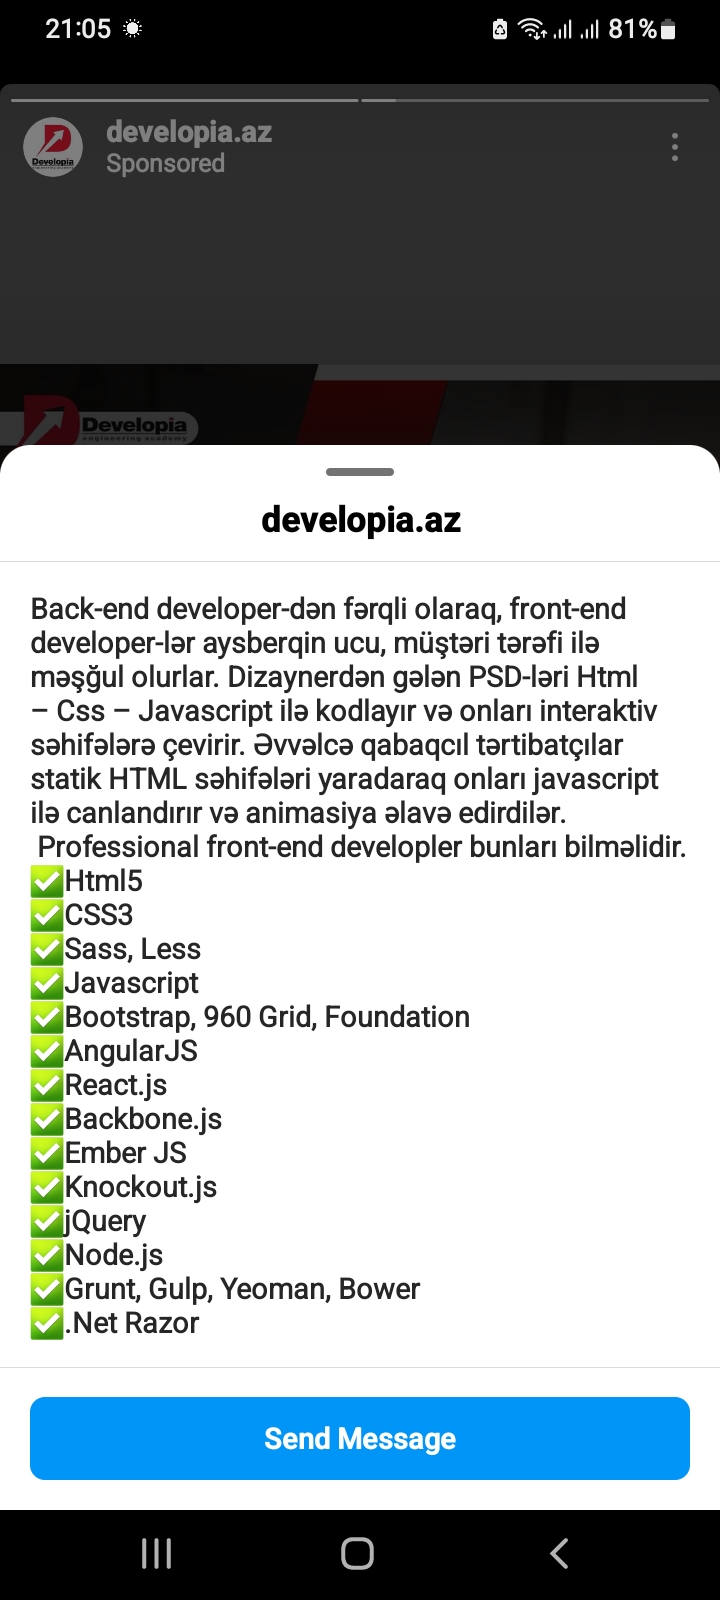 21:05 81%
developia.az
Sponsored
Developia
Developia
engineering academy
developia.az
Back-end developer-dən fərqli olaraq, front-end
developer-lər aysberqin ucu, müştəri tərəfi ilə
məşğul olurlar. Dizaynerdən gələn PSD-ləri Html
– Css – Javascript ilə kodlayır və onları interaktiv
səhifələrə çevirir. Əvvəlcə qabaqcıl tərtibatçılar
statik HTML səhifələri yaradaraq onları javascript
ilə canlandırır və animasiya əlavə edirdilər.
Professional front-end developler bunları bilməlidir.
✅Html5
✅CSS3
✅Sass, Less
✅Javascript
✅Bootstrap, 960 Grid, Foundation
✅AngularJS
✅React.js
✅Backbone.js
✅Ember JS
✅Knockout.js
✅jQuery
✅Node.js
✅Grunt, Gulp, Yeoman, Bower
✅.Net Razor
Send Message